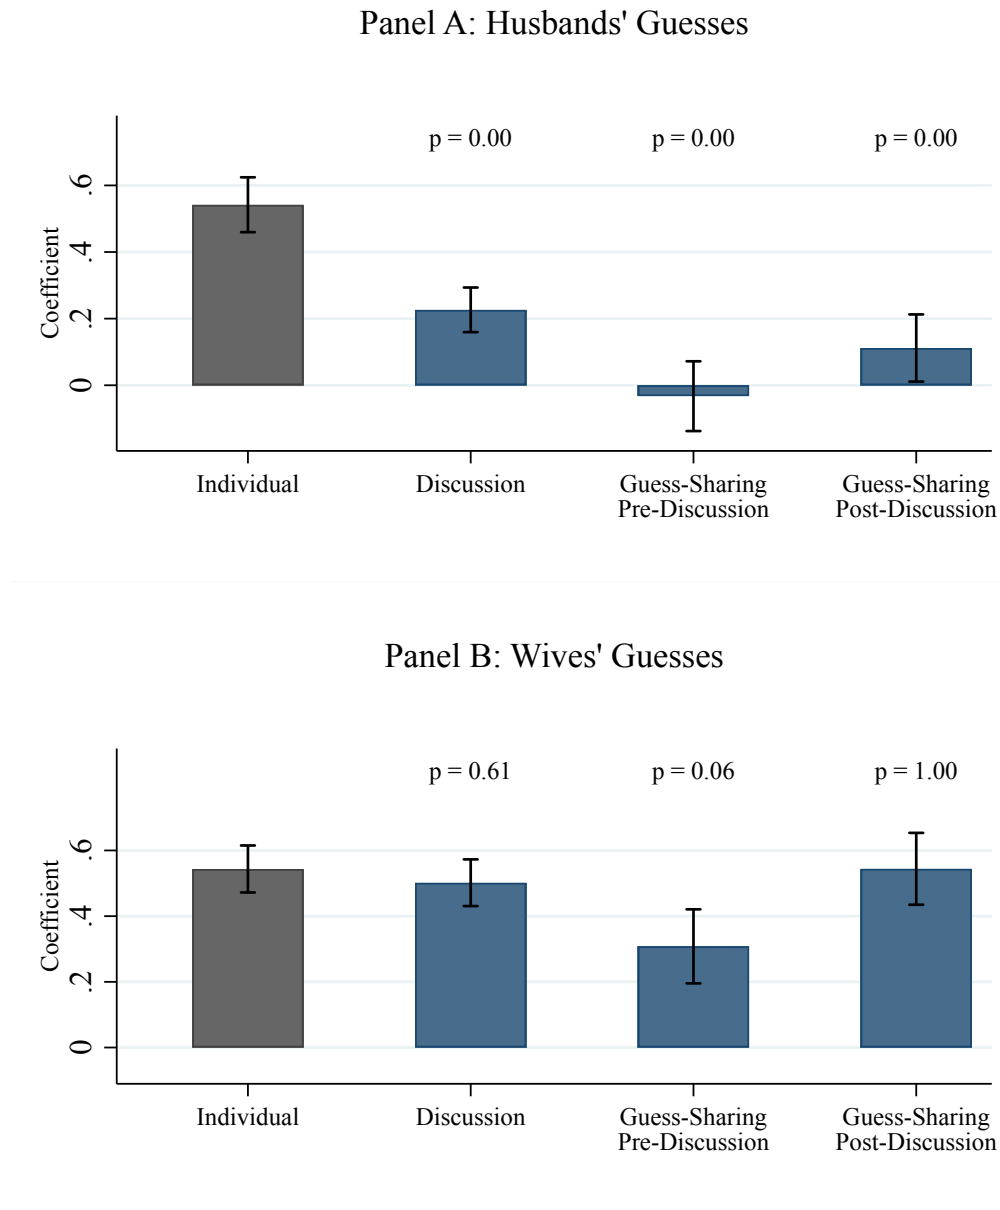 Panel A: Husbands' Guesses
p = 0.00
p = 0.00
p = 0.00
Coefficient
.6
.4
.2
0
Individual
Discussion
Guess-Sharing
Pre-Discussion
Guess-Sharing
Post-Discussion
Panel B: Wives' Guesses
p = 0.61
p = 0.06
p = 1.00
Coefficient
.6
.4
.2
0
Individual
Discussion
Guess-Sharing
Pre-Discussion
Guess-Sharing
Post-Discussion